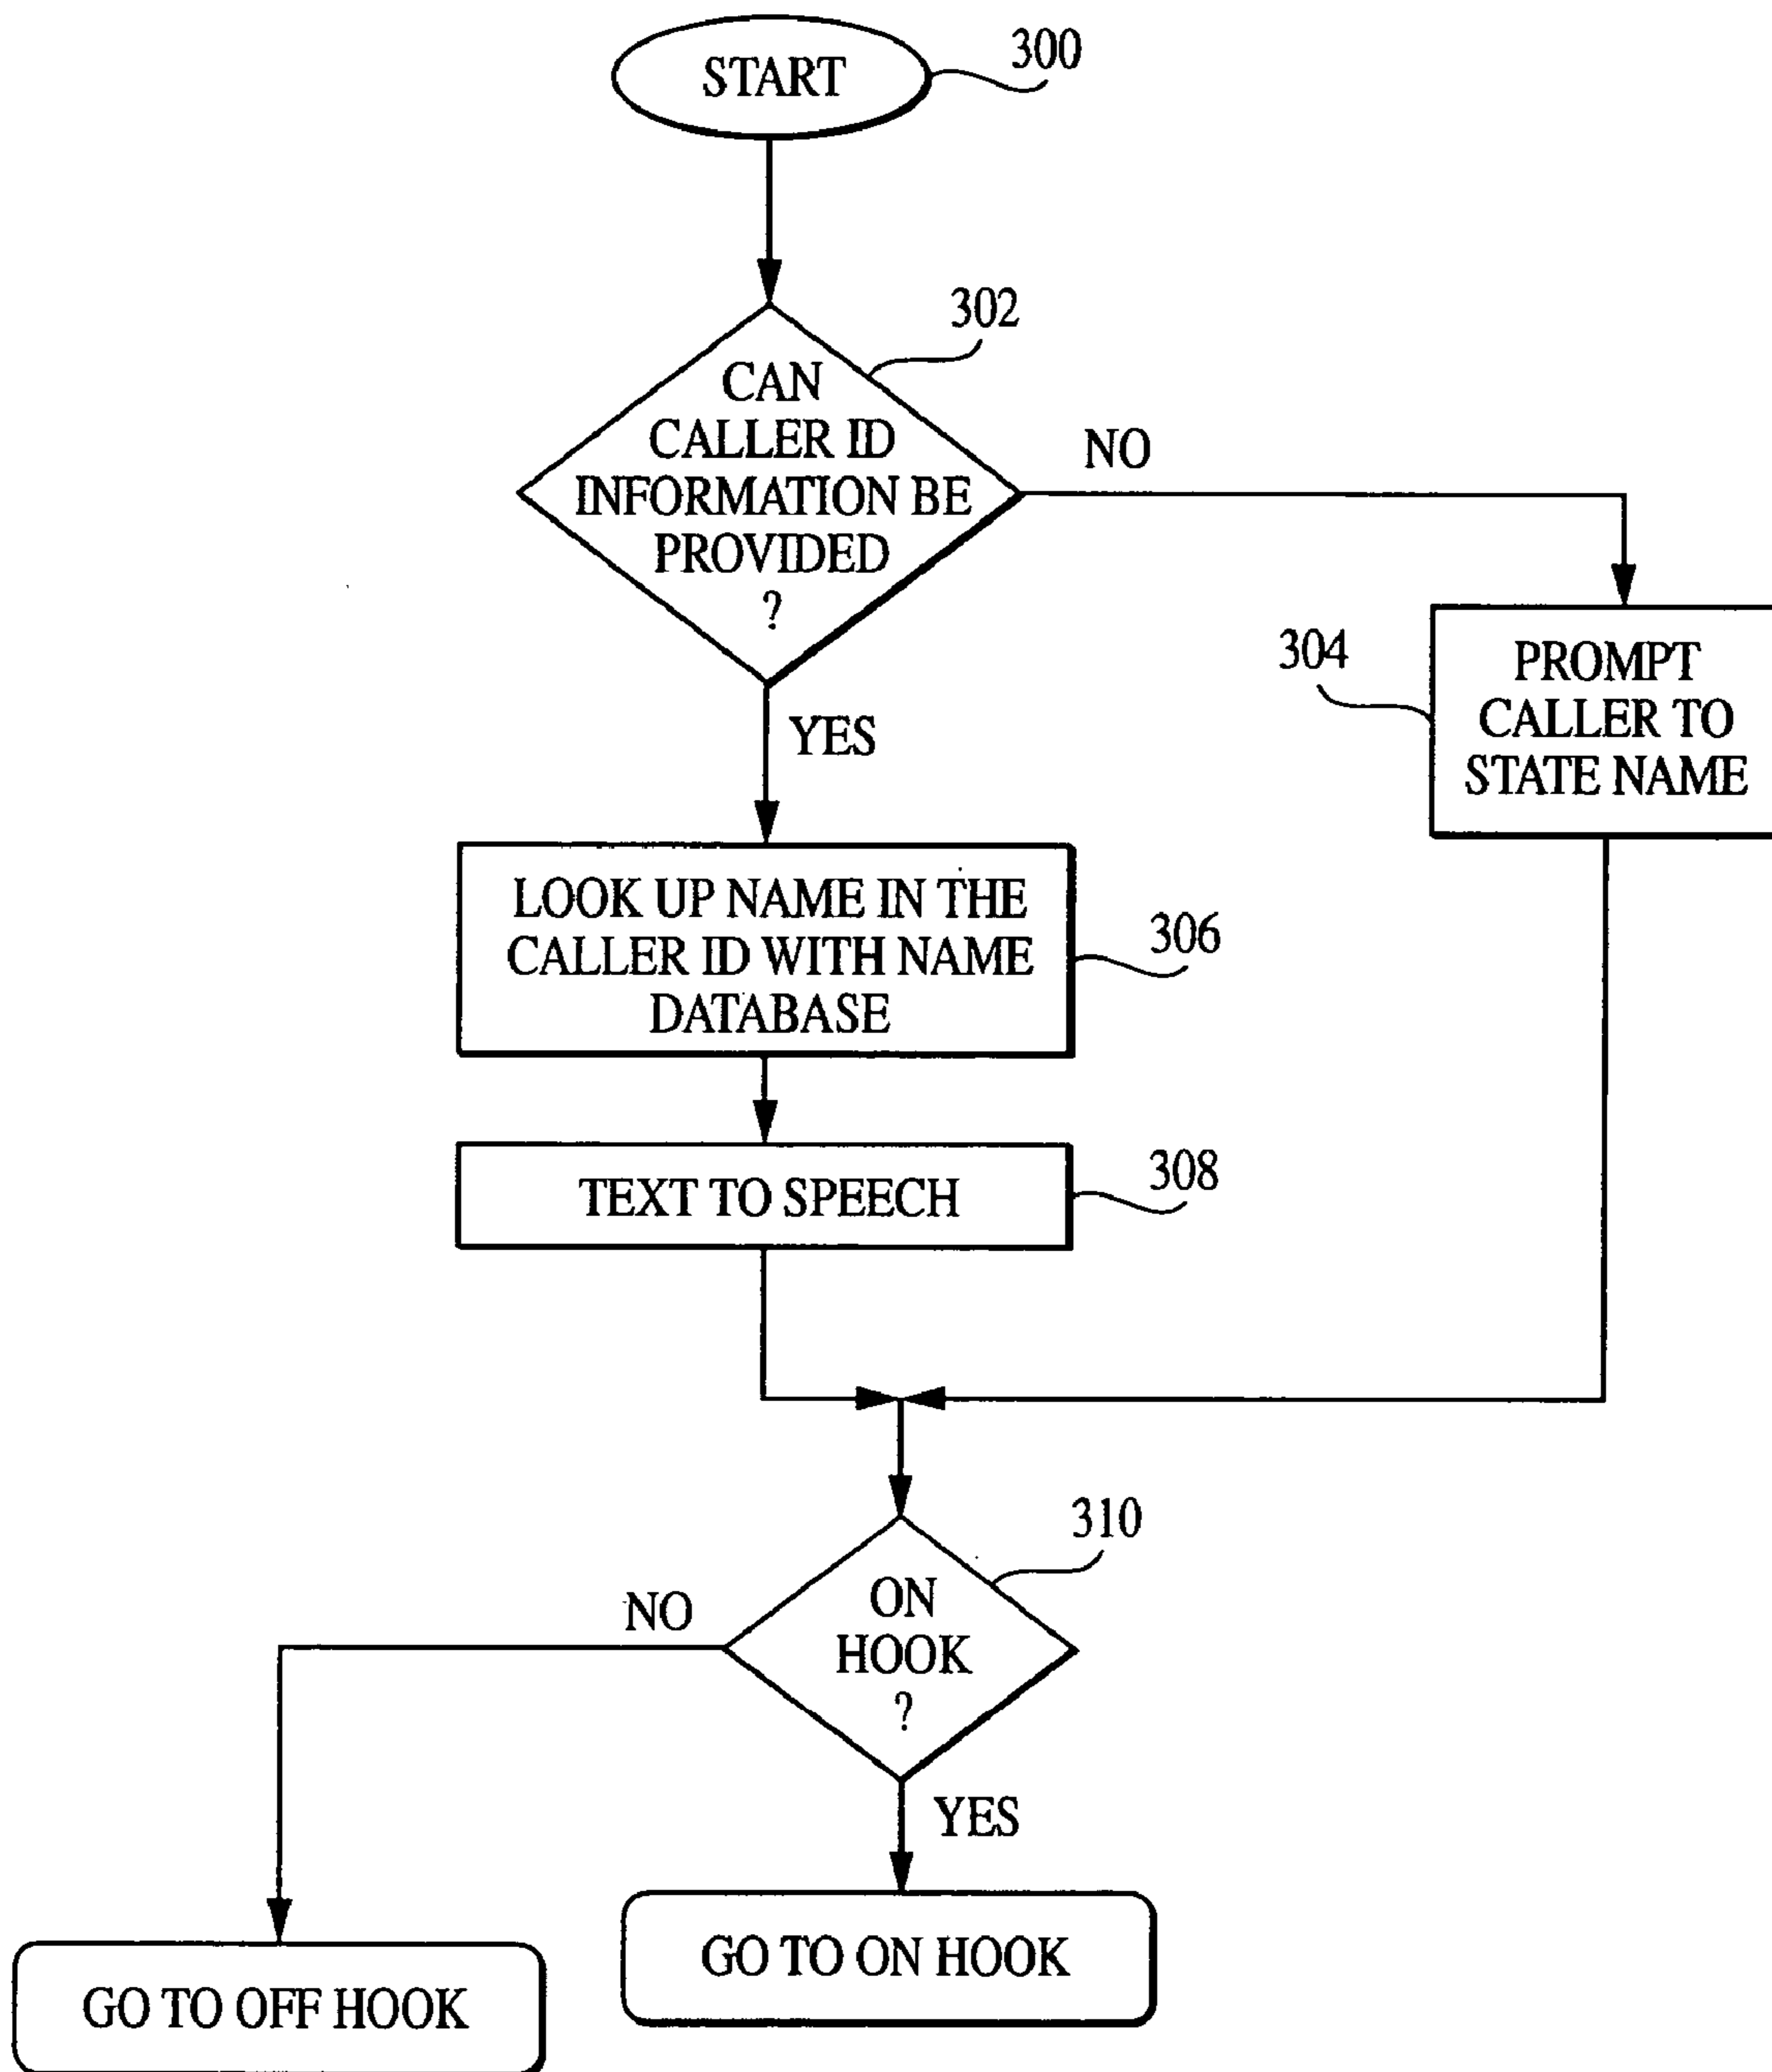 START
300
302
CAN
CALLER ID
INFORMATION BE
PROVIDED
?
NO
304
PROMPT
CALLER TO
STATE NAME
YES
LOOK UP NAME IN THE
CALLER ID WITH NAME
DATABASE
306
TEXT TO SPEECH
308
310
ON
HOOK
?
NO
YES
GO TO ON HOOK
GO TO OFF HOOK